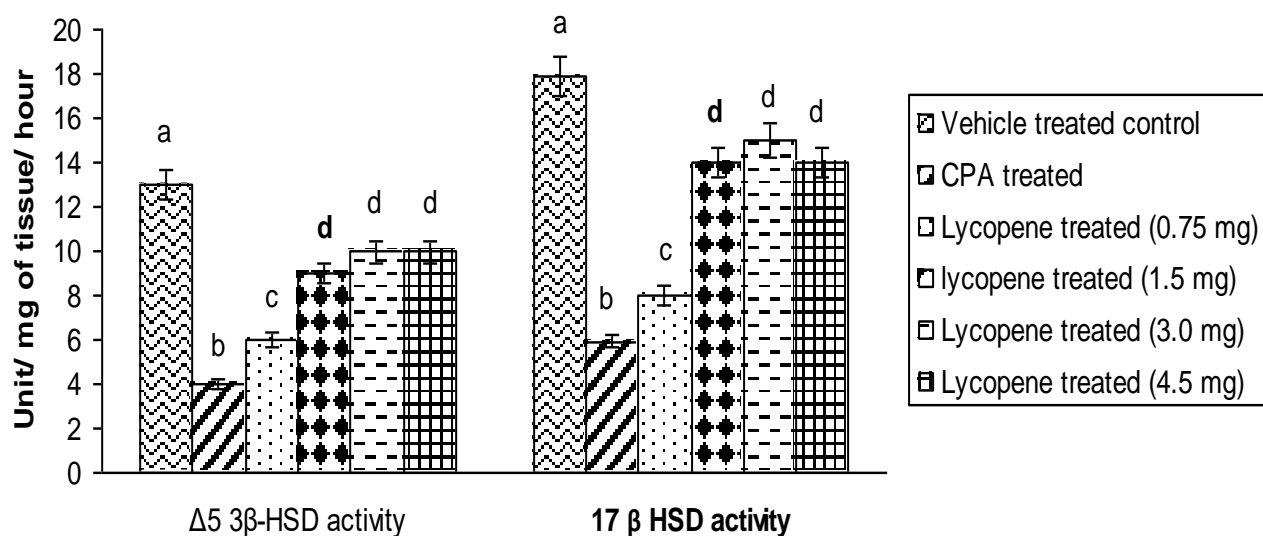 Unit/ mg of tissue/ hour
20
18
16
14
12
10
8
6
4
2
0
a
b
c
d
d
d
a
b
c
d
d
d
Δ5 3β-HSD activity
17 β HSD activity
Vehicle treated control
CPA treated
Lycopene treated (0.75 mg)
lycopene treated (1.5 mg)
Lycopene treated (3.0 mg)
Lycopene treated (4.5 mg)